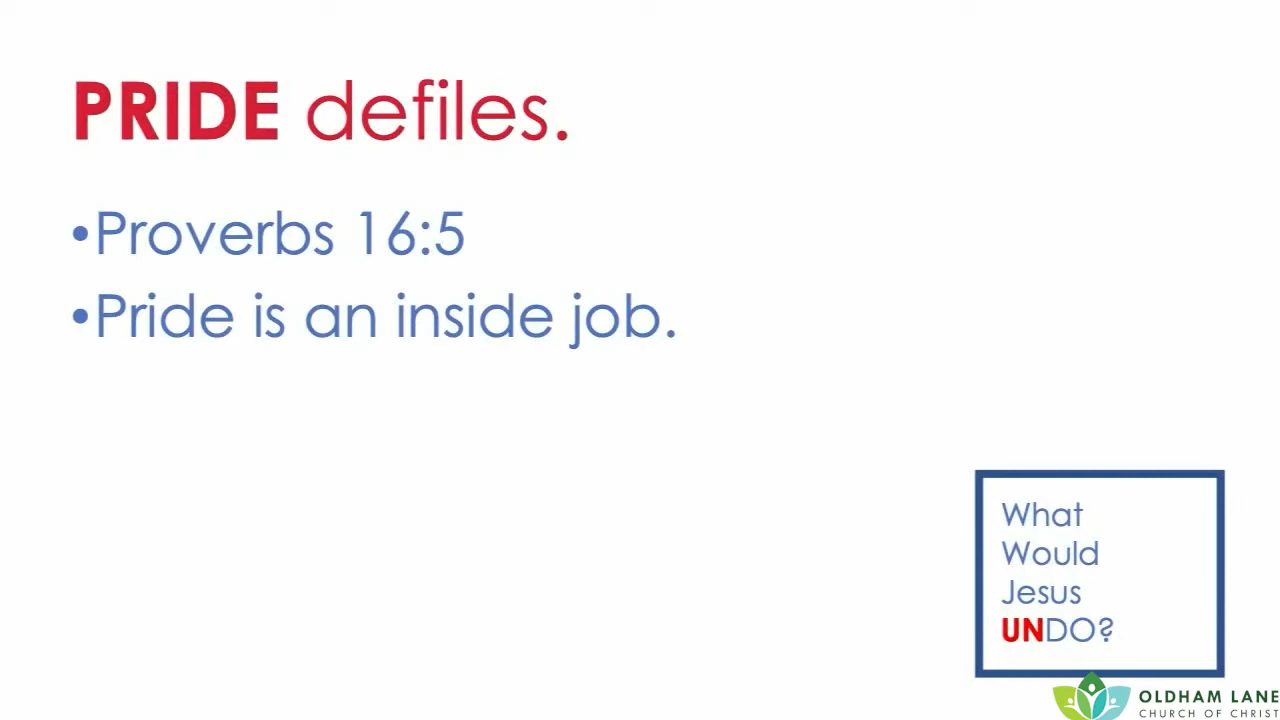 PRIDE defiles.
•Proverbs 16:5
•Pride is an inside job.
What
Would
Jesus
UNDO?
OLDHAM LANE
CHURCH OF CHRIST